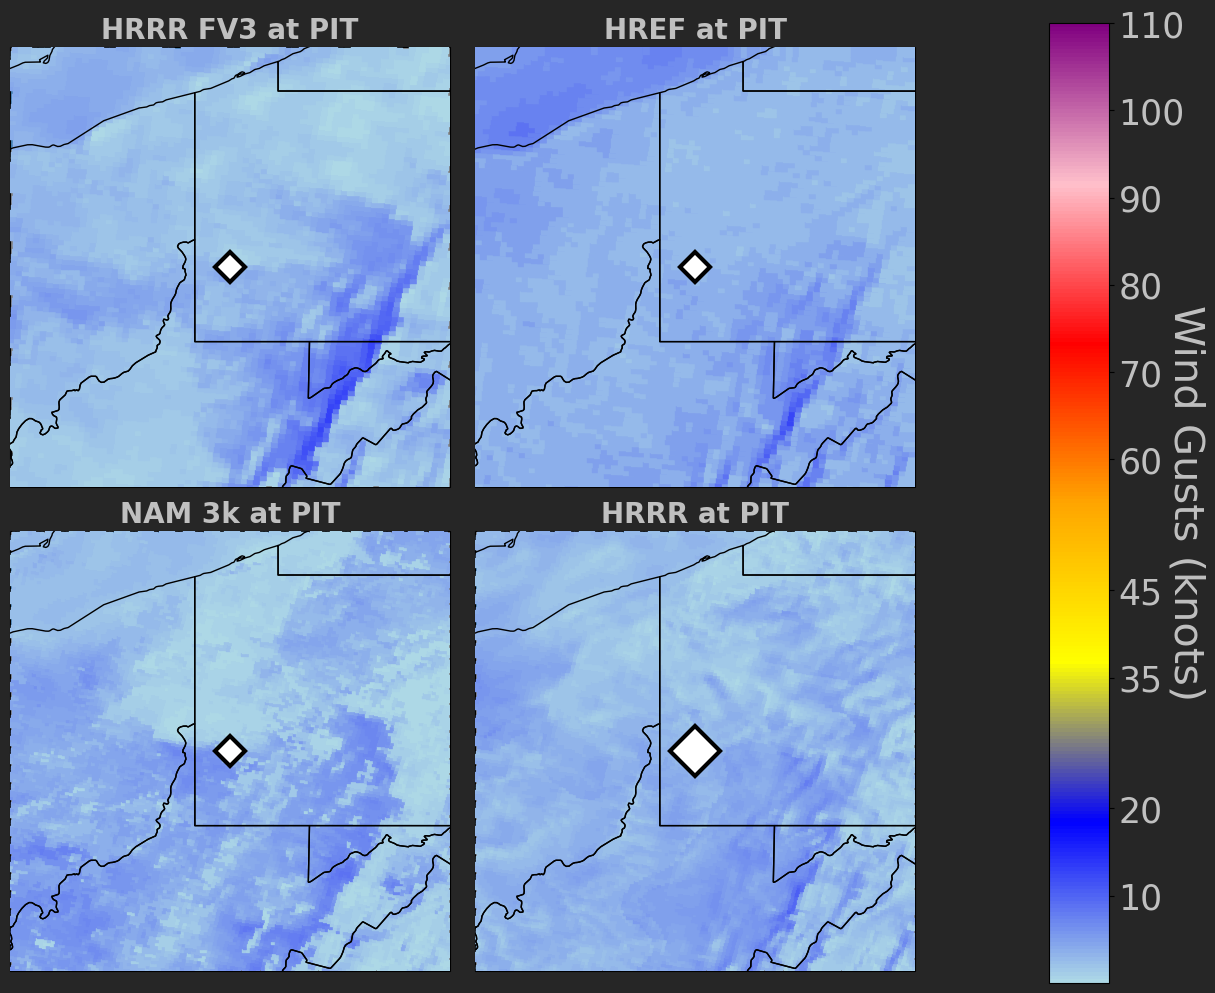 HRRR FV3 at PIT
HREF at PIT
NAM 3k at PIT
HRRR at PIT
110
100
90
80
70
60
45
35
20
10
Wind Gusts (knots)